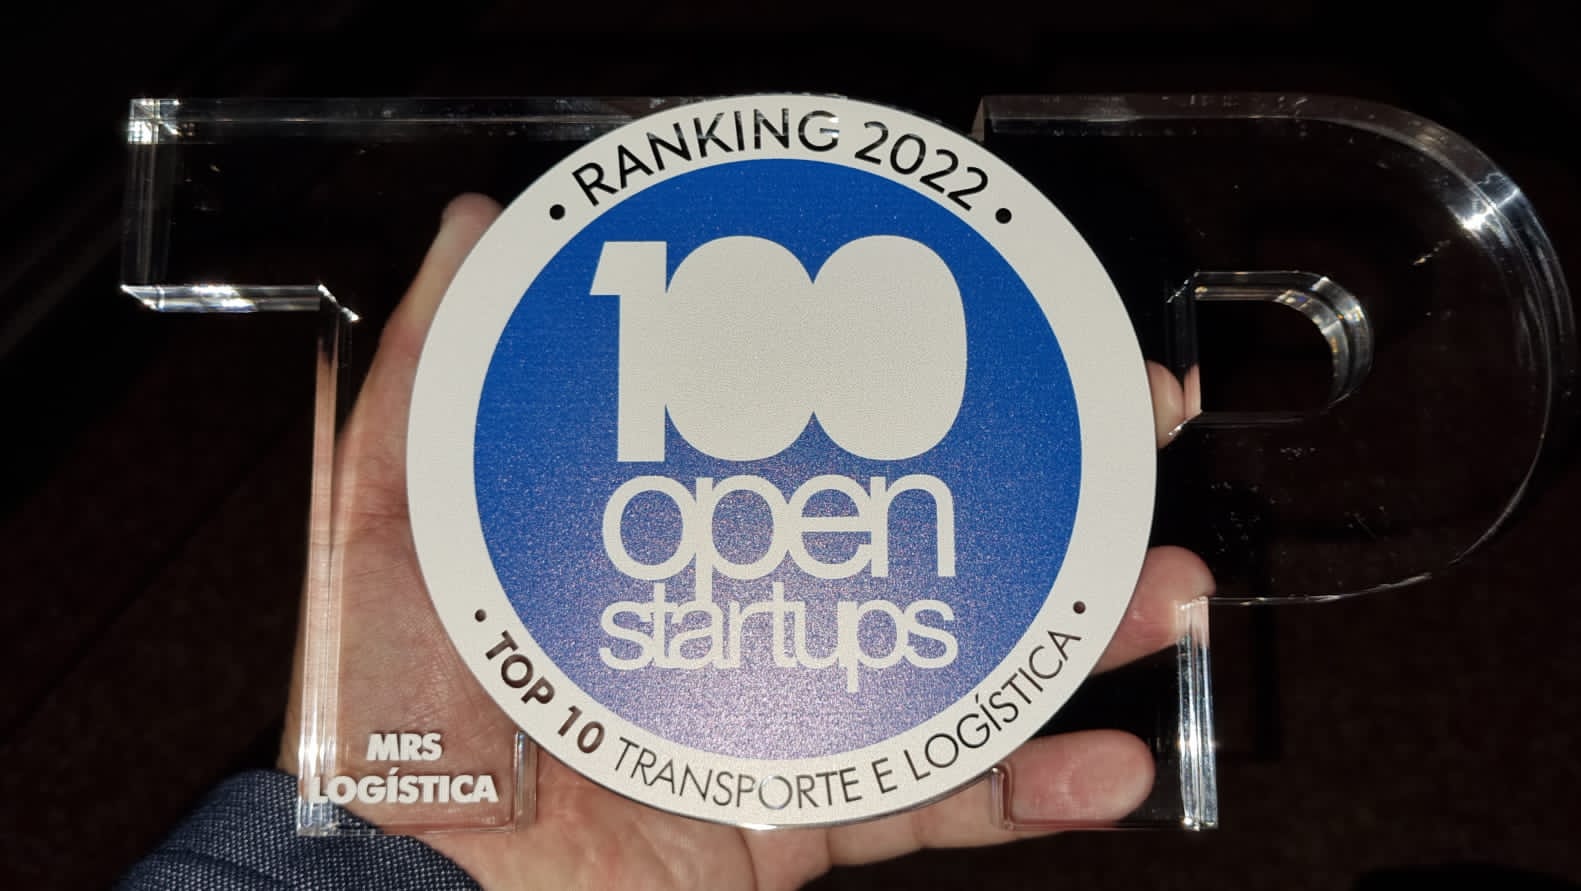 • RANKING 2022 •
100
open
startups
• TOP 10 TRANSPORTE E LOGÍSTICA •
MRS
LOGÍSTICA